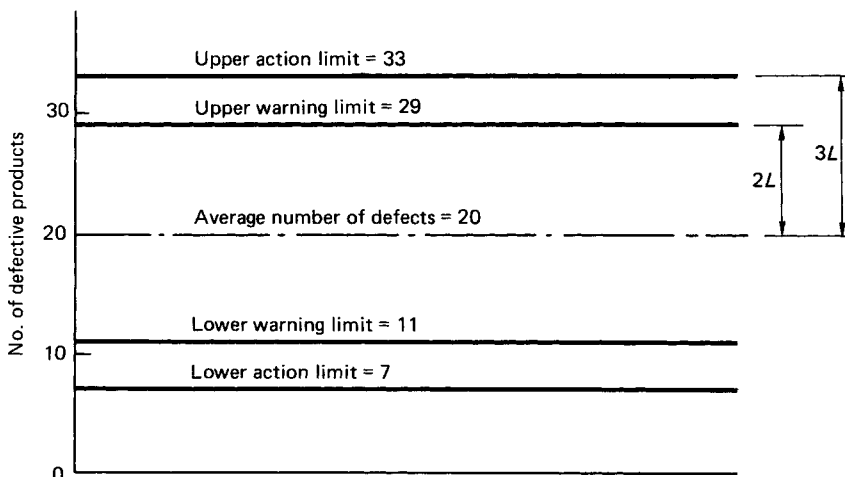 Upper action limit = 33
30
Upper warning limit = 29
3L
2L
Average number of defects = 20
20
No. of defective products
Lower warning limit = 11
10
Lower action limit = 7
0